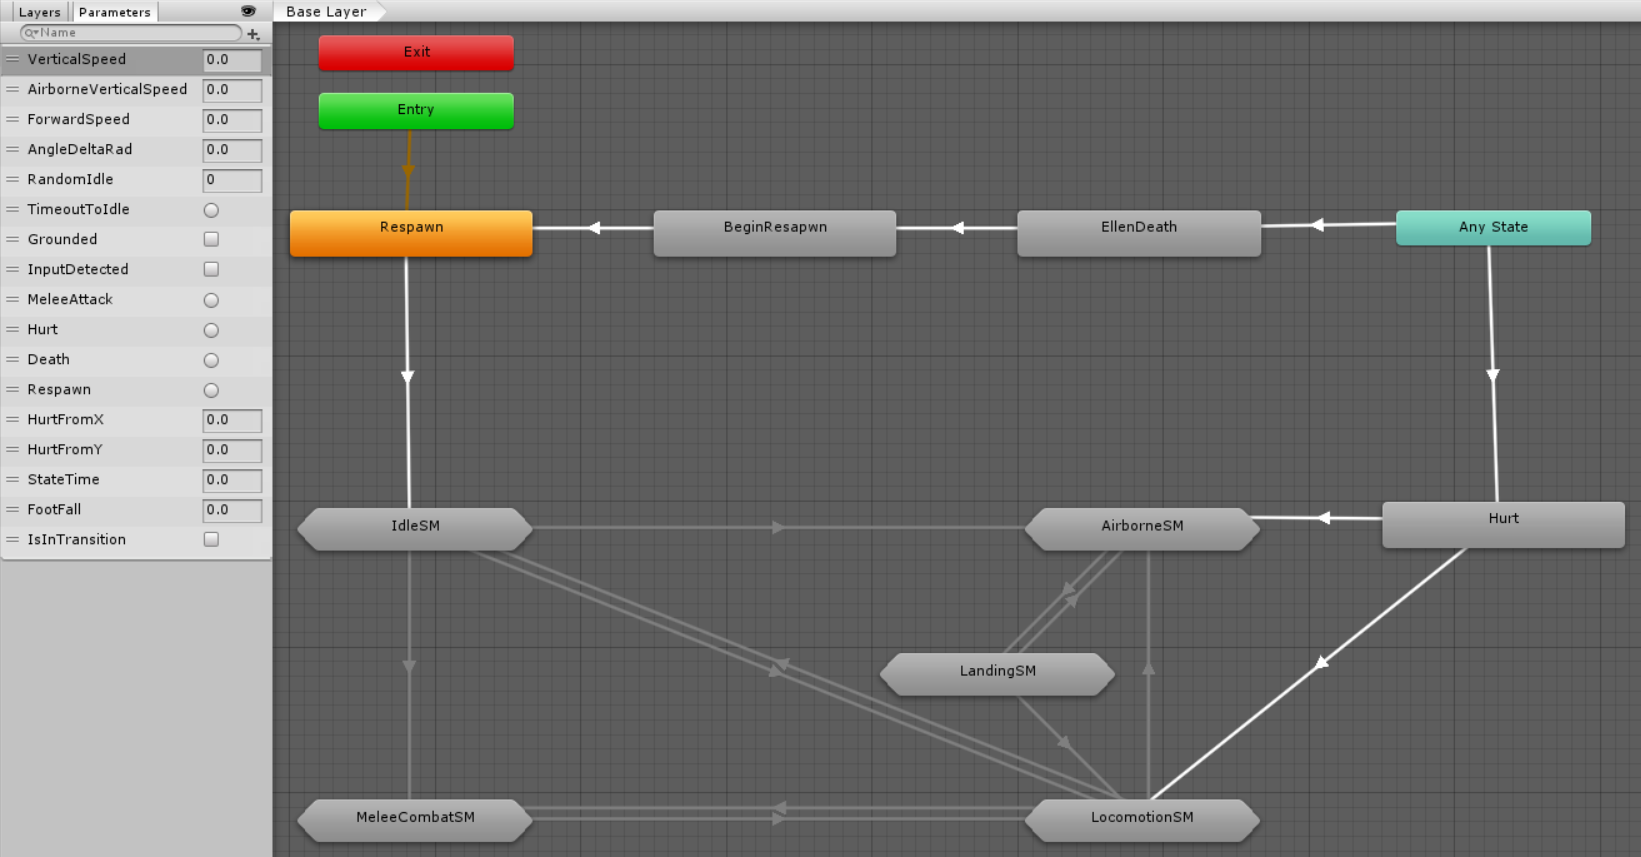 Layers Parameters
Name
VerticalSpeed 0.0
AirborneVerticalSpeed 0.0
ForwardSpeed 0.0
AngleDeltaRad 0.0
RandomIdle 0
TimeoutToIdle
Grounded
InputDetected
MeleeAttack
Hurt
Death
Respawn
HurtFromX 0.0
HurtFromY 0.0
StateTime 0.0
FootFall 0.0
IsInTransition
Base Layer
Exit
Entry
Respawn
BeginResapwn
EllenDeath
Any State
IdleSM
AirborneSM
Hurt
LandingSM
MeleeCombatSM
LocomotionSM